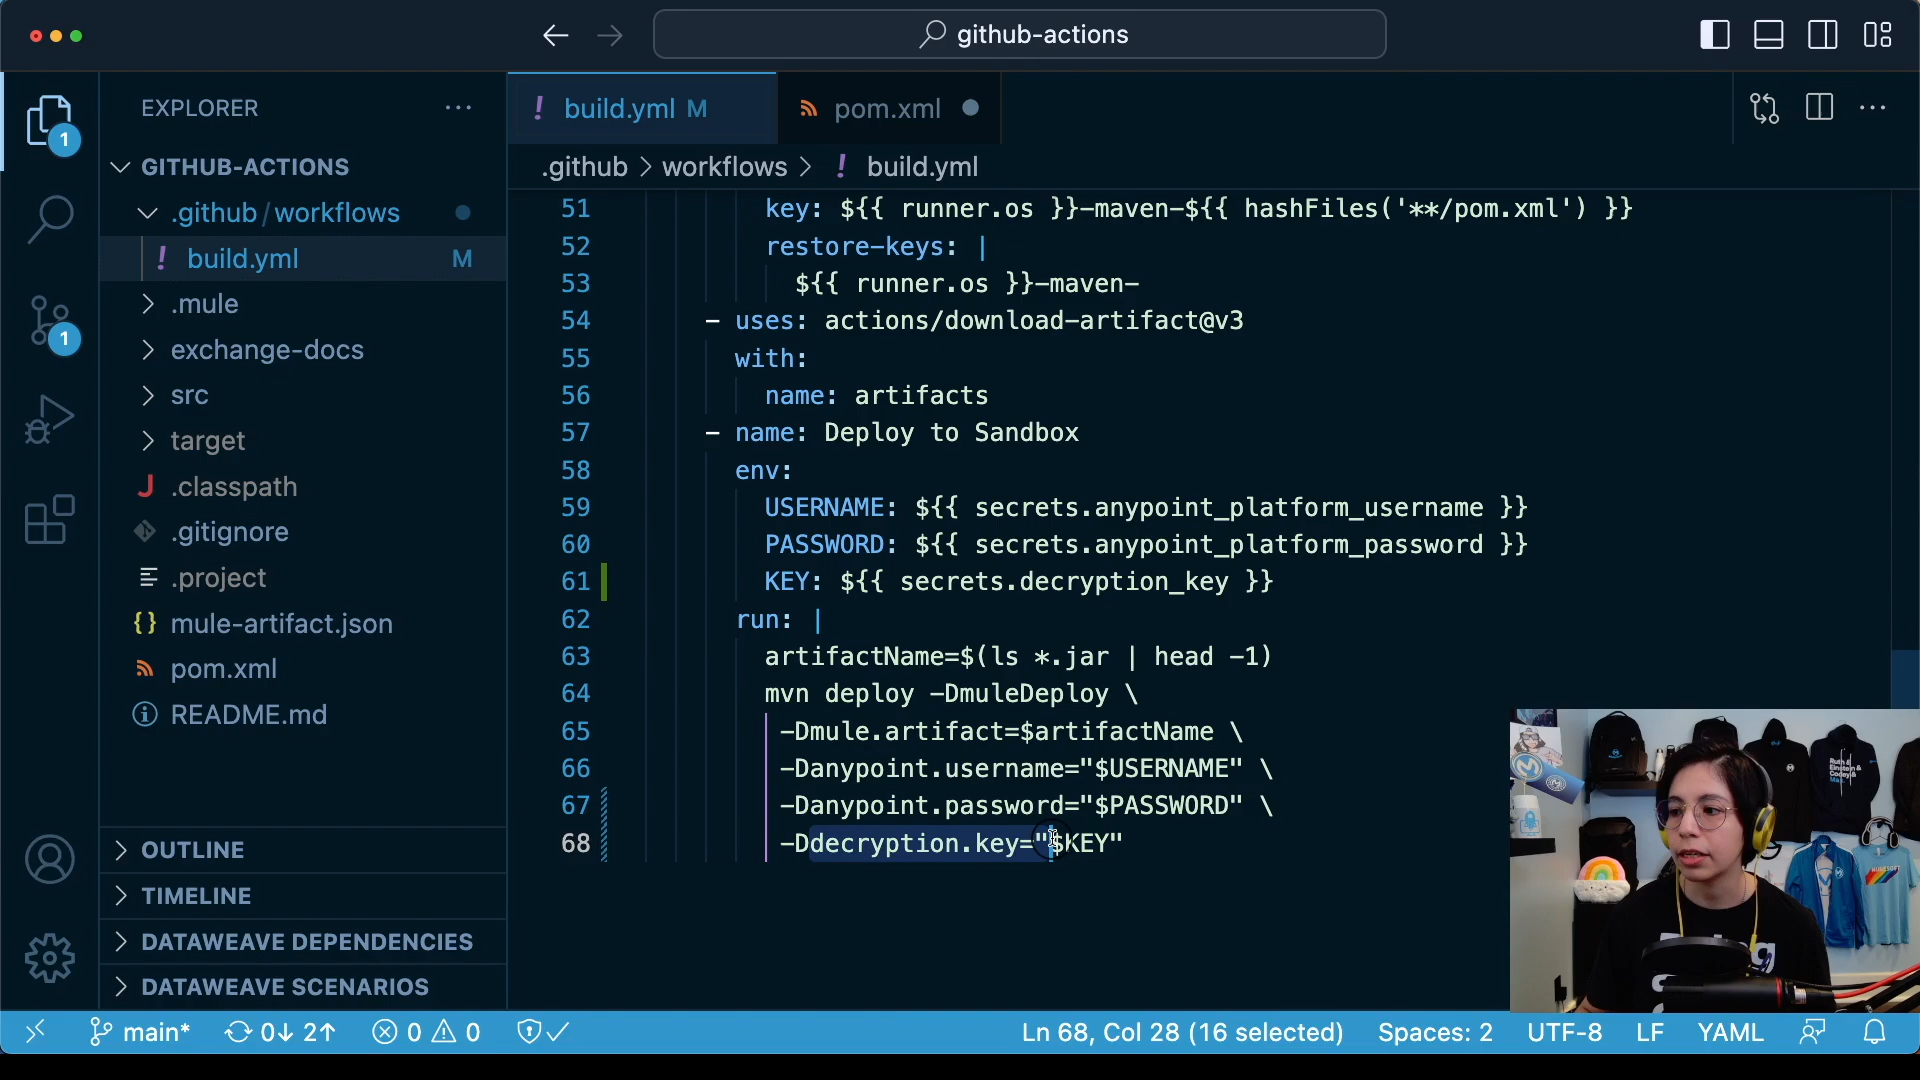 github-actions
EXPLORER
1
GITHUB-ACTIONS
.github / workflows
build.yml M
.mule
1
exchange-docs
src
target
.classpath
.gitignore
.project
mule-artifact.json
pom.xml
README.md
OUTLINE
TIMELINE
DATAWEAVE DEPENDENCIES
DATAWEAVE SCENARIOS
build.yml M
pom.xml
.github > workflows > ! build.yml
51 key: ${{ runner.os }}-maven-${{ hashFiles('**/pom.xml') }}
52 restore-keys: |
53 ${{ runner.os }}-maven-
54 - uses: actions/download-artifact@v3
55 with:
56 name: artifacts
57 - name: Deploy to Sandbox
58 env:
59 USERNAME: ${{ secrets.anypoint_platform_username }}
60 PASSWORD: ${{ secrets.anypoint_platform_password }}
61 KEY: ${{ secrets.decryption_key }}
62 run: |
63 artifactName=$(ls *.jar | head -1)
64 mvn deploy -DmuleDeploy \
65 -Dmule.artifact=$artifactName \
66 -Danypoint.username="$USERNAME" \
67 -Danypoint.password="$PASSWORD" \
68 -Ddecryption.key="$KEY"
main* 0↓ 2↑ 0 0 Ln 68, Col 28 (16 selected) Spaces: 2 UTF-8 LF YAML